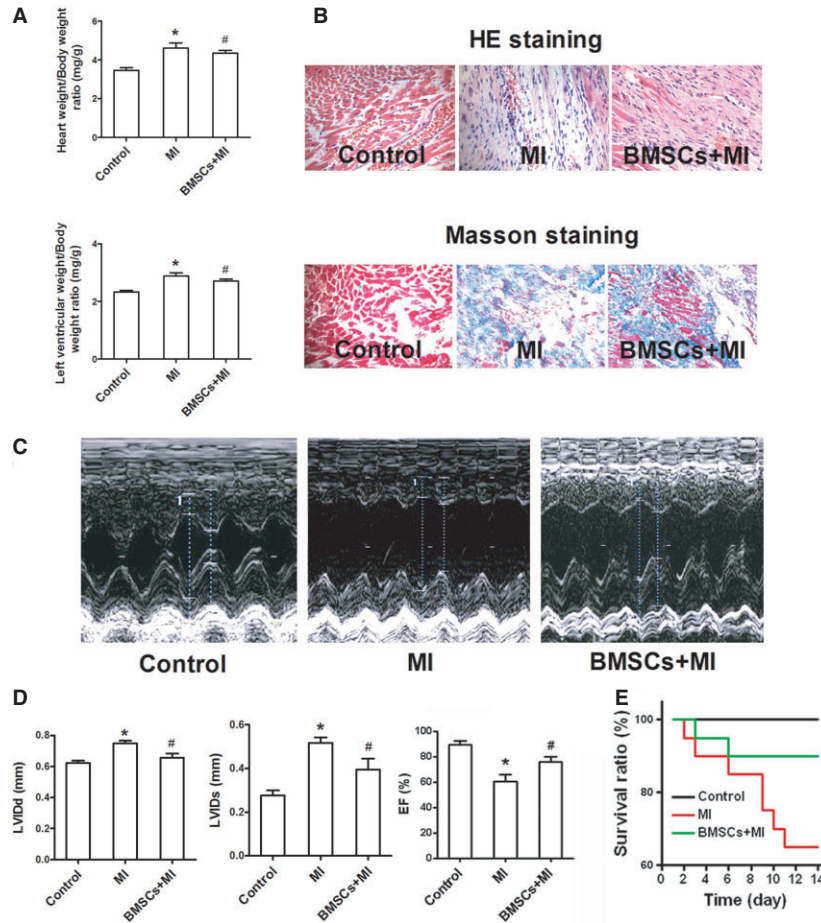 A
Heart weight/Body weight
ratio (mg/g)
6
4
2
0
*
#
Control
MI
BMSCs+MI
Left ventricular weight/Body
weight ratio (mg/g)
4
2
0
*
#
Control
MI
BMSCs+MI
B
HE staining
Control
MI
BMSCs+MI
Masson staining
Control
MI
BMSCs+MI
C
1
1
Control
MI
BMSCs+MI
D
LVIDd (mm)
0.8
0.6
0.4
0.2
0.0
*
#
Control
MI
BMSCs+MI
LVIDs (mm)
0.6
0.4
0.2
0.0
*
#
Control
MI
BMSCs+MI
EF (%)
100
80
60
40
20
0
*
#
Control
MI
BMSCs+MI
E
Survival ratio (%)
100
80
60
Control
MI
BMSCs+MI
0 2 4 6 8 10 12 14
Time (day)